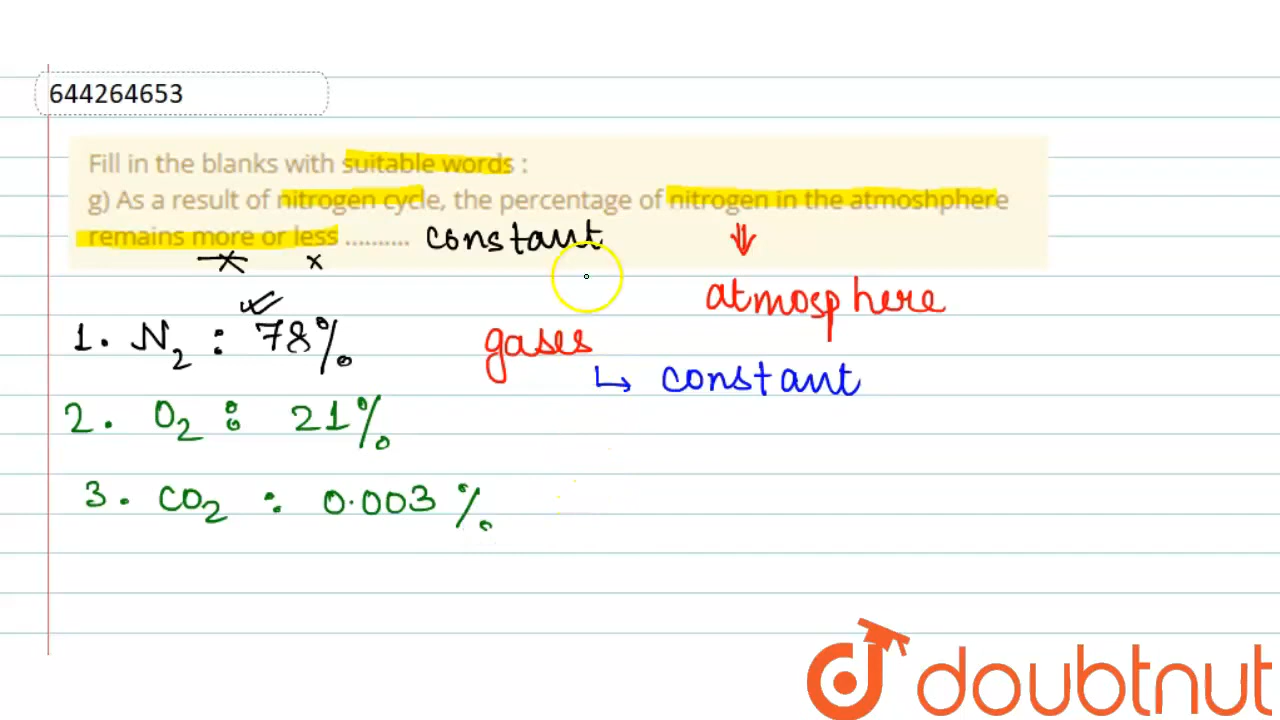 644264653
Fill in the blanks with suitable words :
g) As a result of nitrogen cycle, the percentage of nitrogen in the atmoshphere
remains more or less .......... constant
atmosphere
1. N2 : 78%
gases
constant
2. O2 : 21%
3. CO2 : 0.003 %
doubtnut